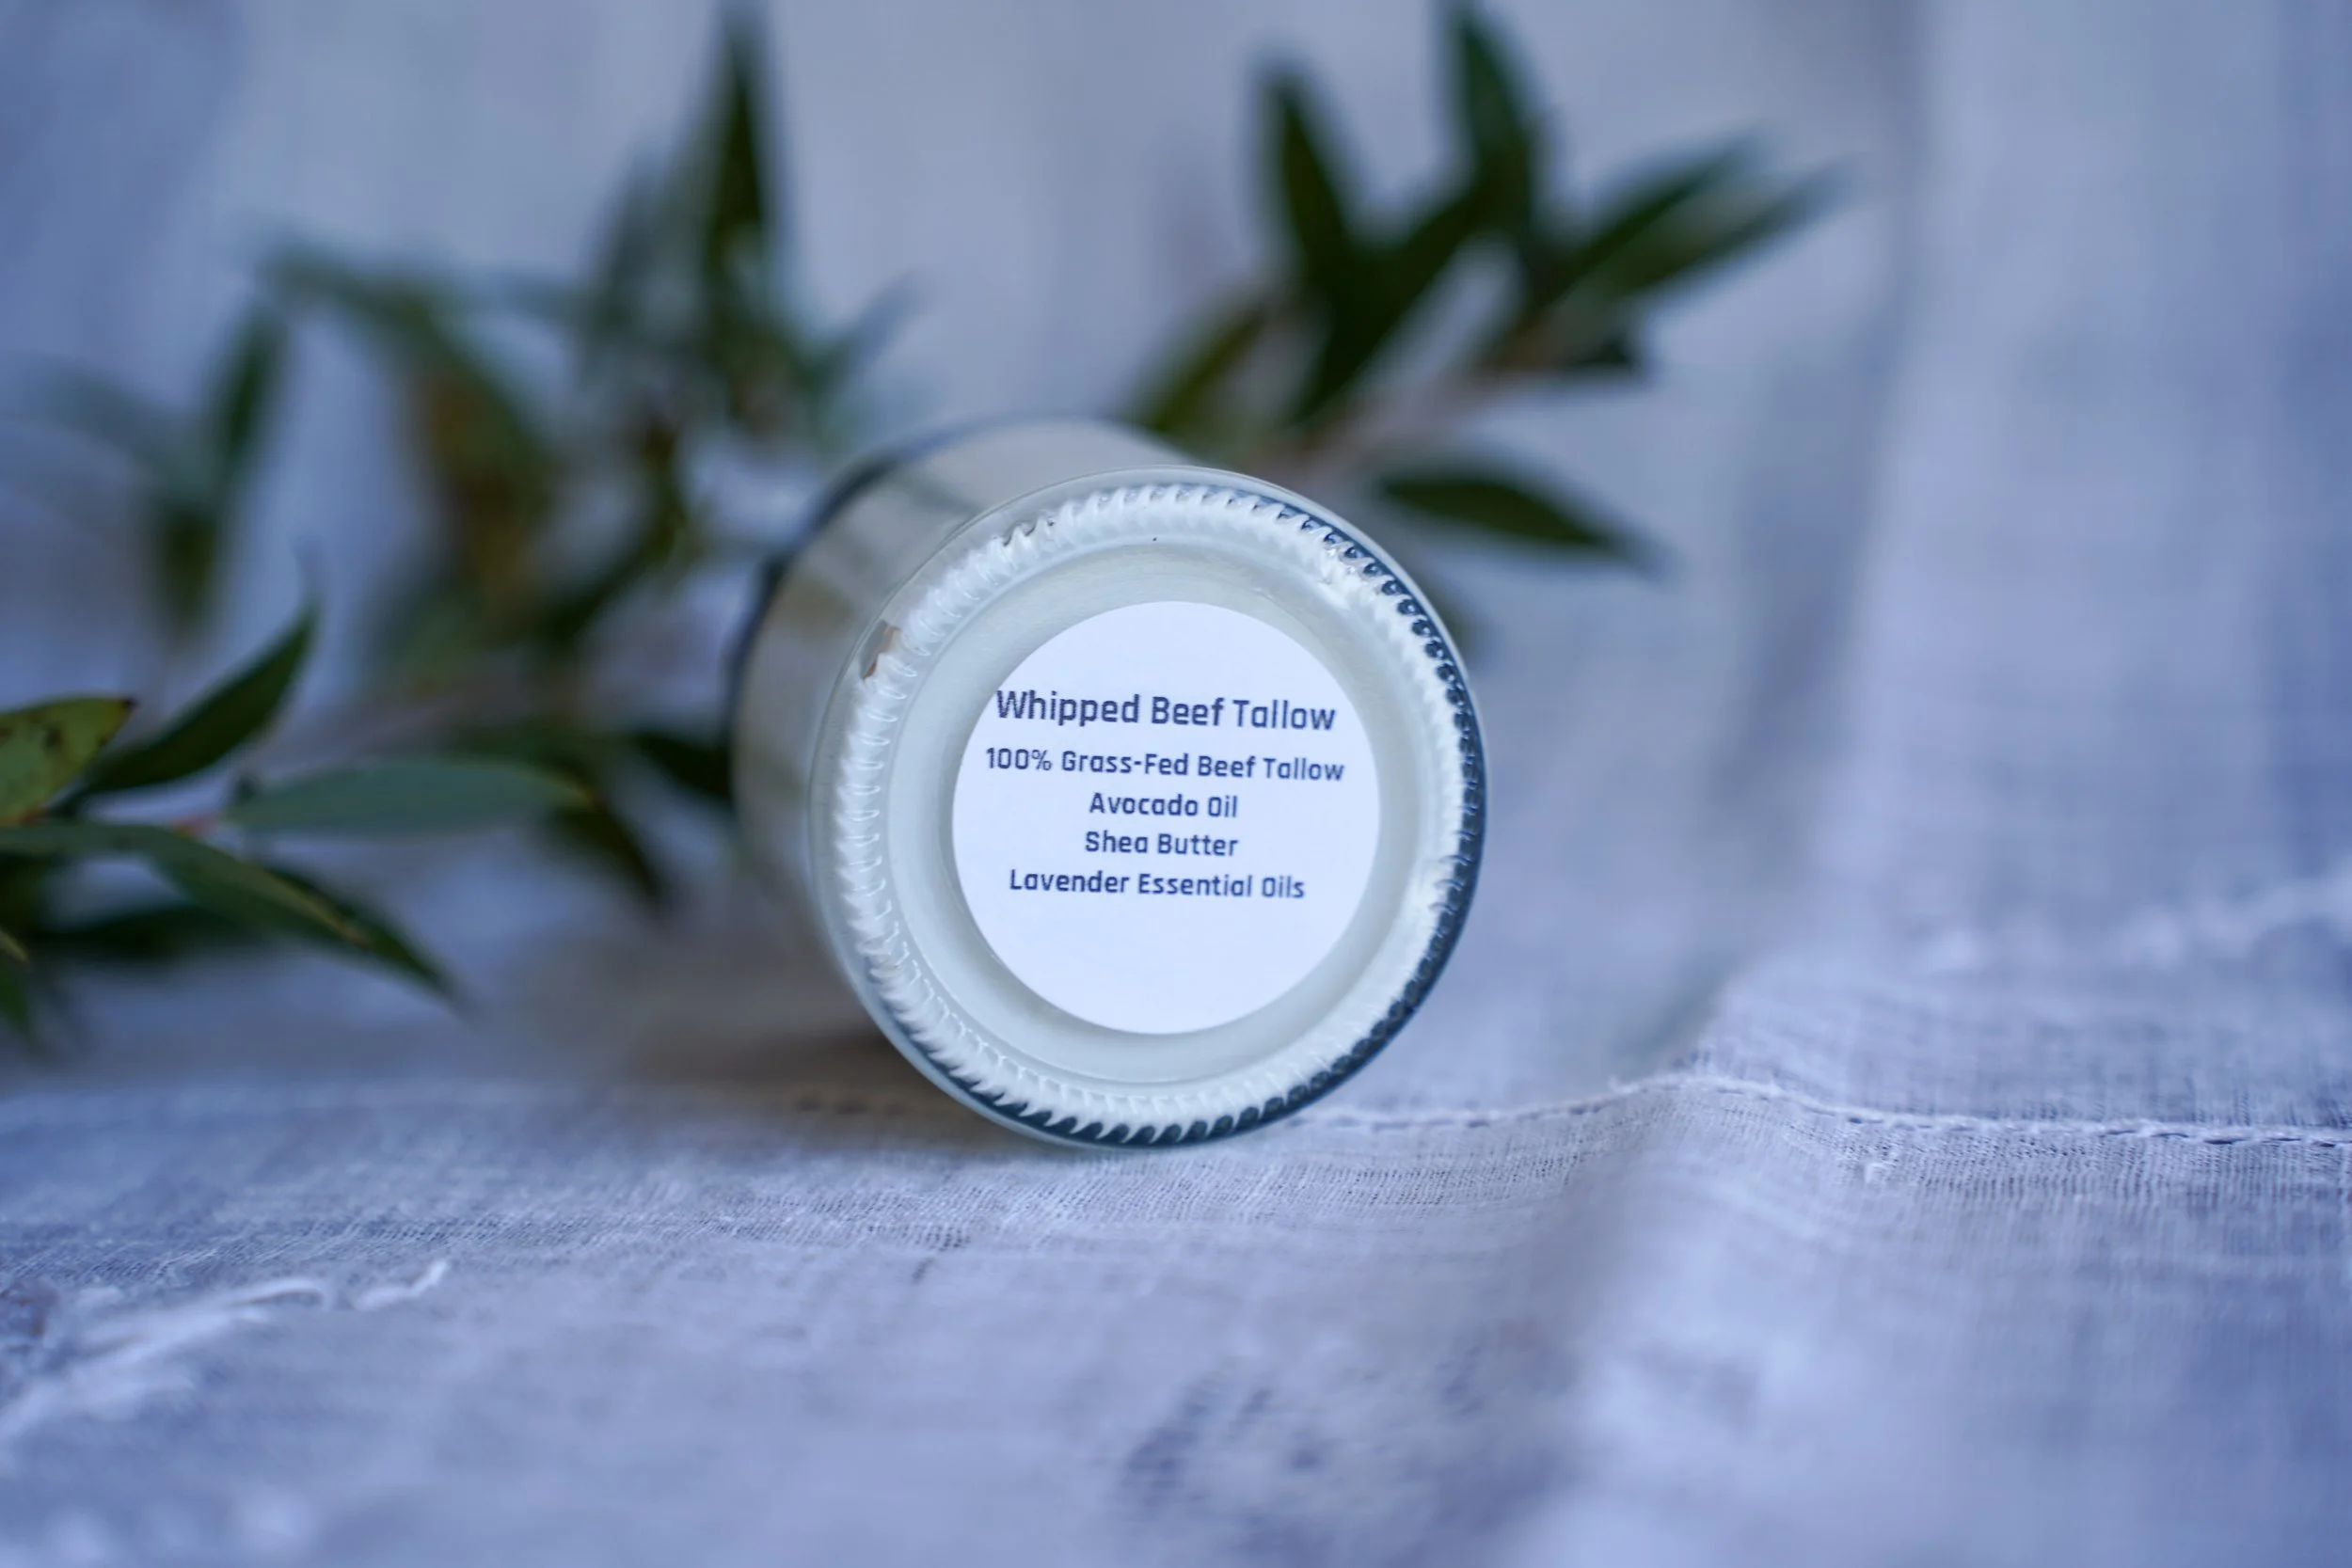 Whipped Beef Tallow
100% Grass-Fed Beef Tallow
Avocado Oil
Shea Butter
Lavender Essential Oils